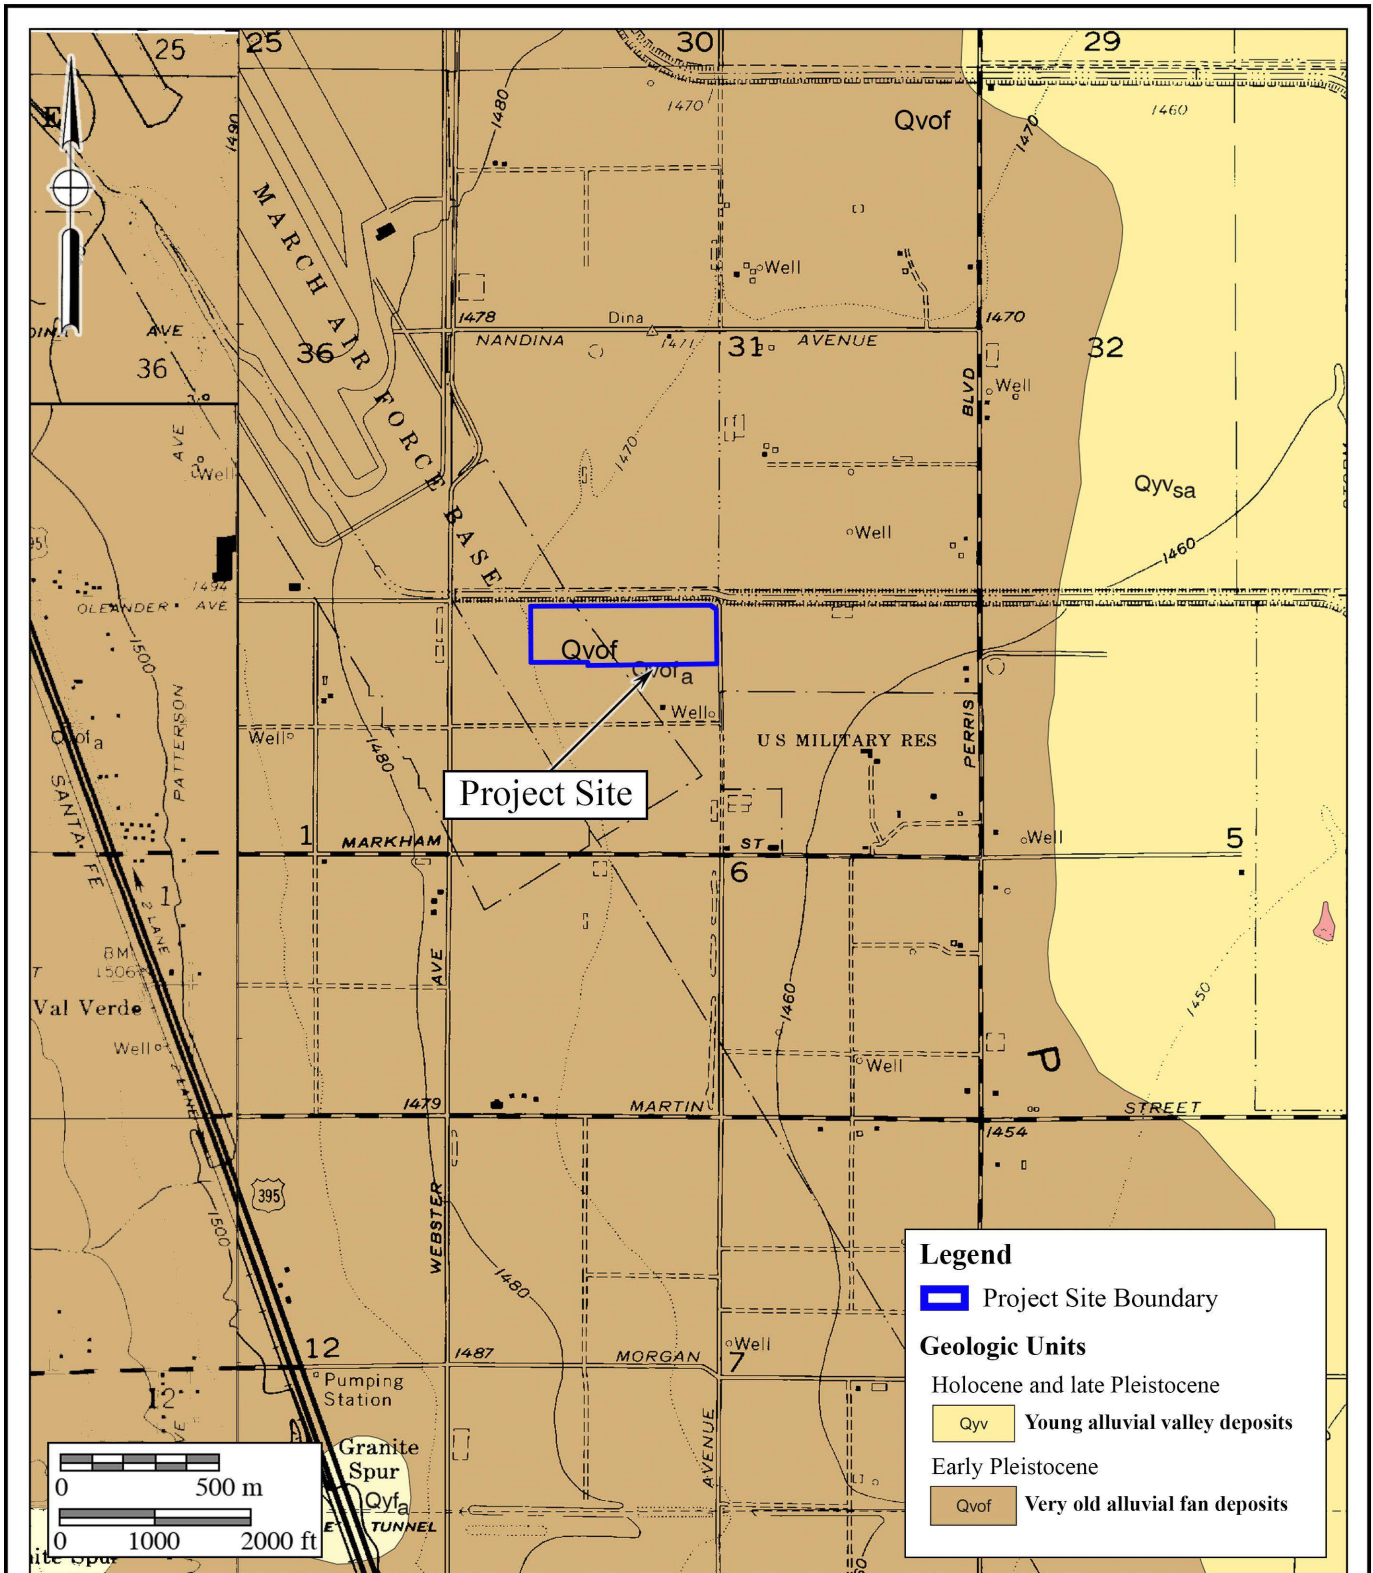 25
25
30
29
1480
1470
1460
Qvof
1470
1490
E
MARCH AIR FORCE BASE
Well
1478
Dina
1470
AVE
NANDINA
1471
31
AVENUE
32
36
36
BLVD
Well
AVE
1470
Well
Qyvsa
Well
1460
1494
OLEANDER
AVE
1500
Qvof
Qvofa
PATTERSON
Well
PERRIS
Qvofa
Well
1480
U S MILITARY RES
SANTA FE
Project Site
1
MARKHAM
ST
Well
5
6
1
2 LANE
BM
1506
AVE
T
Val Verde
1460
1450
Well
P
Well
2 LANE
1479
MARTIN
STREET
1454
395
WEBSTER
1500
1480
Legend
Project Site Boundary
Geologic Units
Holocene and late Pleistocene
Qyv
Young alluvial valley deposits
Early Pleistocene
Qvof
Very old alluvial fan deposits
12
1487
MORGAN
Well
7
Pumping
Station
12
AVENUE
Granite
Spur
Qyfa
TUNNEL
0
500 m
0
1000
2000 ft